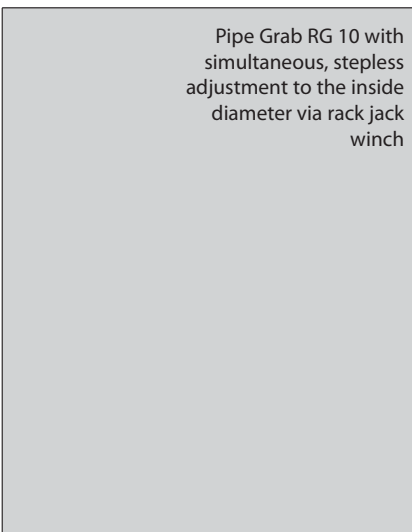 Pipe Grab RG 10 with
simultaneous, stepless
adjustment to the inside
diameter via rack jack
winch